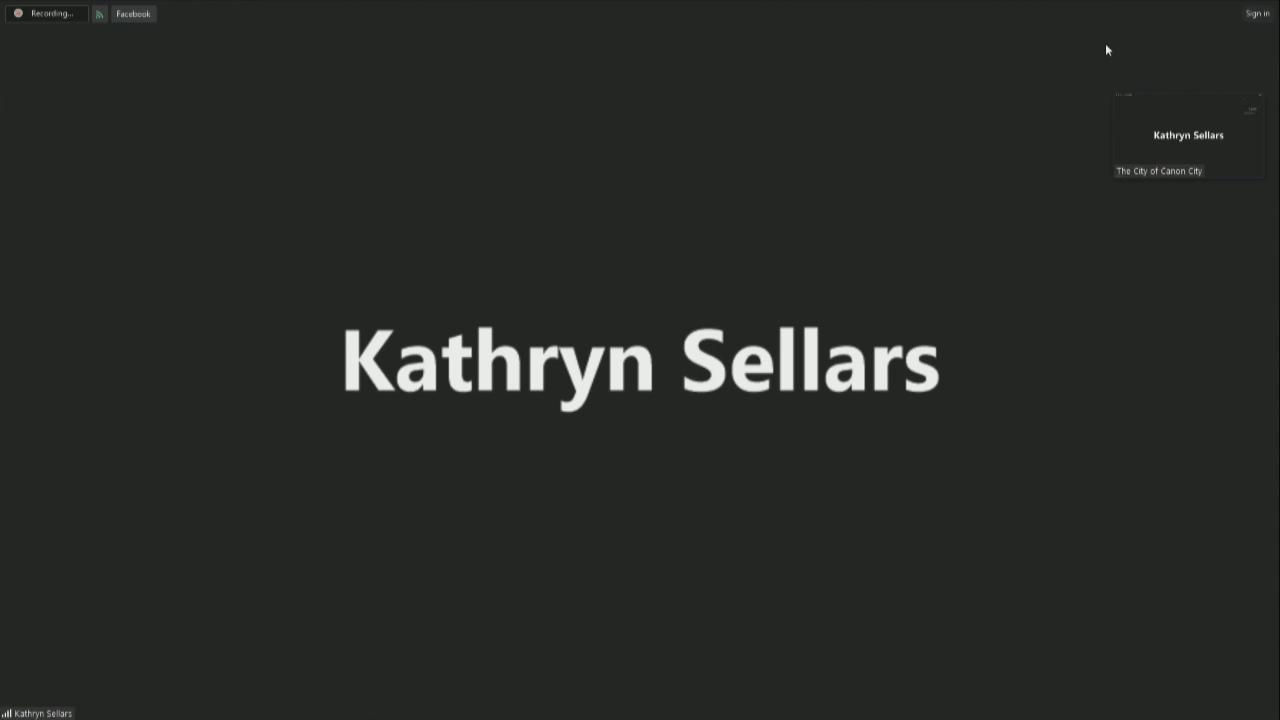 Recording...
Facebook
Sign in
Kathryn Sellars
The City of Canon City
Kathryn Sellars
Kathryn Sellars